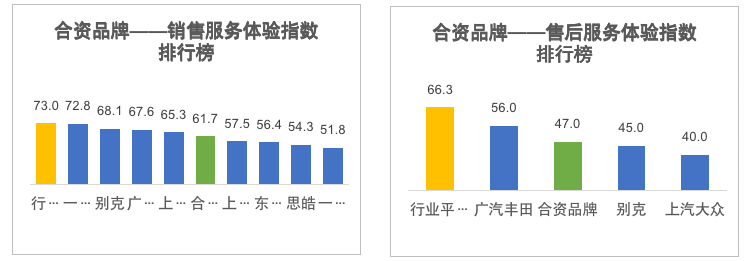 合资品牌——销售服务体验指数
排行榜
73.0 72.8 68.1 67.6 65.3 61.7 57.5 56.4 54.3 51.8
行… 一… 别克 广… 上… 合… 上… 东… 思皓 一…
合资品牌——售后服务体验指数
排行榜
66.3 56.0 47.0 45.0 40.0
行业平… 广汽丰田 合资品牌 别克 上汽大众